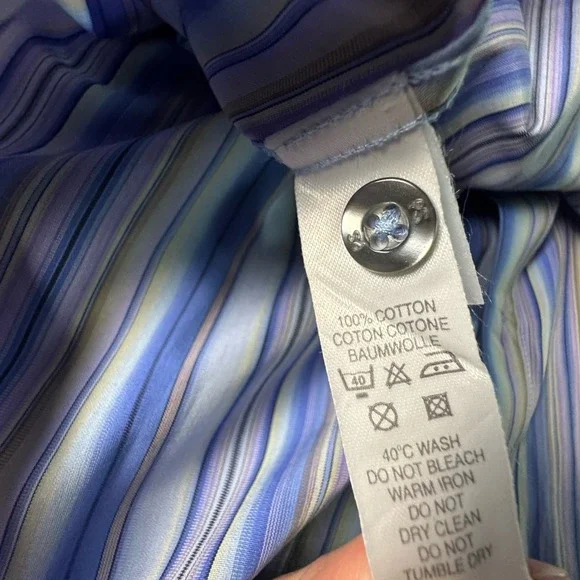 100% COTTON
COTON COTONE
BAUMWOLLE
40
40°C WASH
DO NOT BLEACH
WARM IRON
DO NOT
DRY CLEAN
DO NOT
TUMBLE DRY